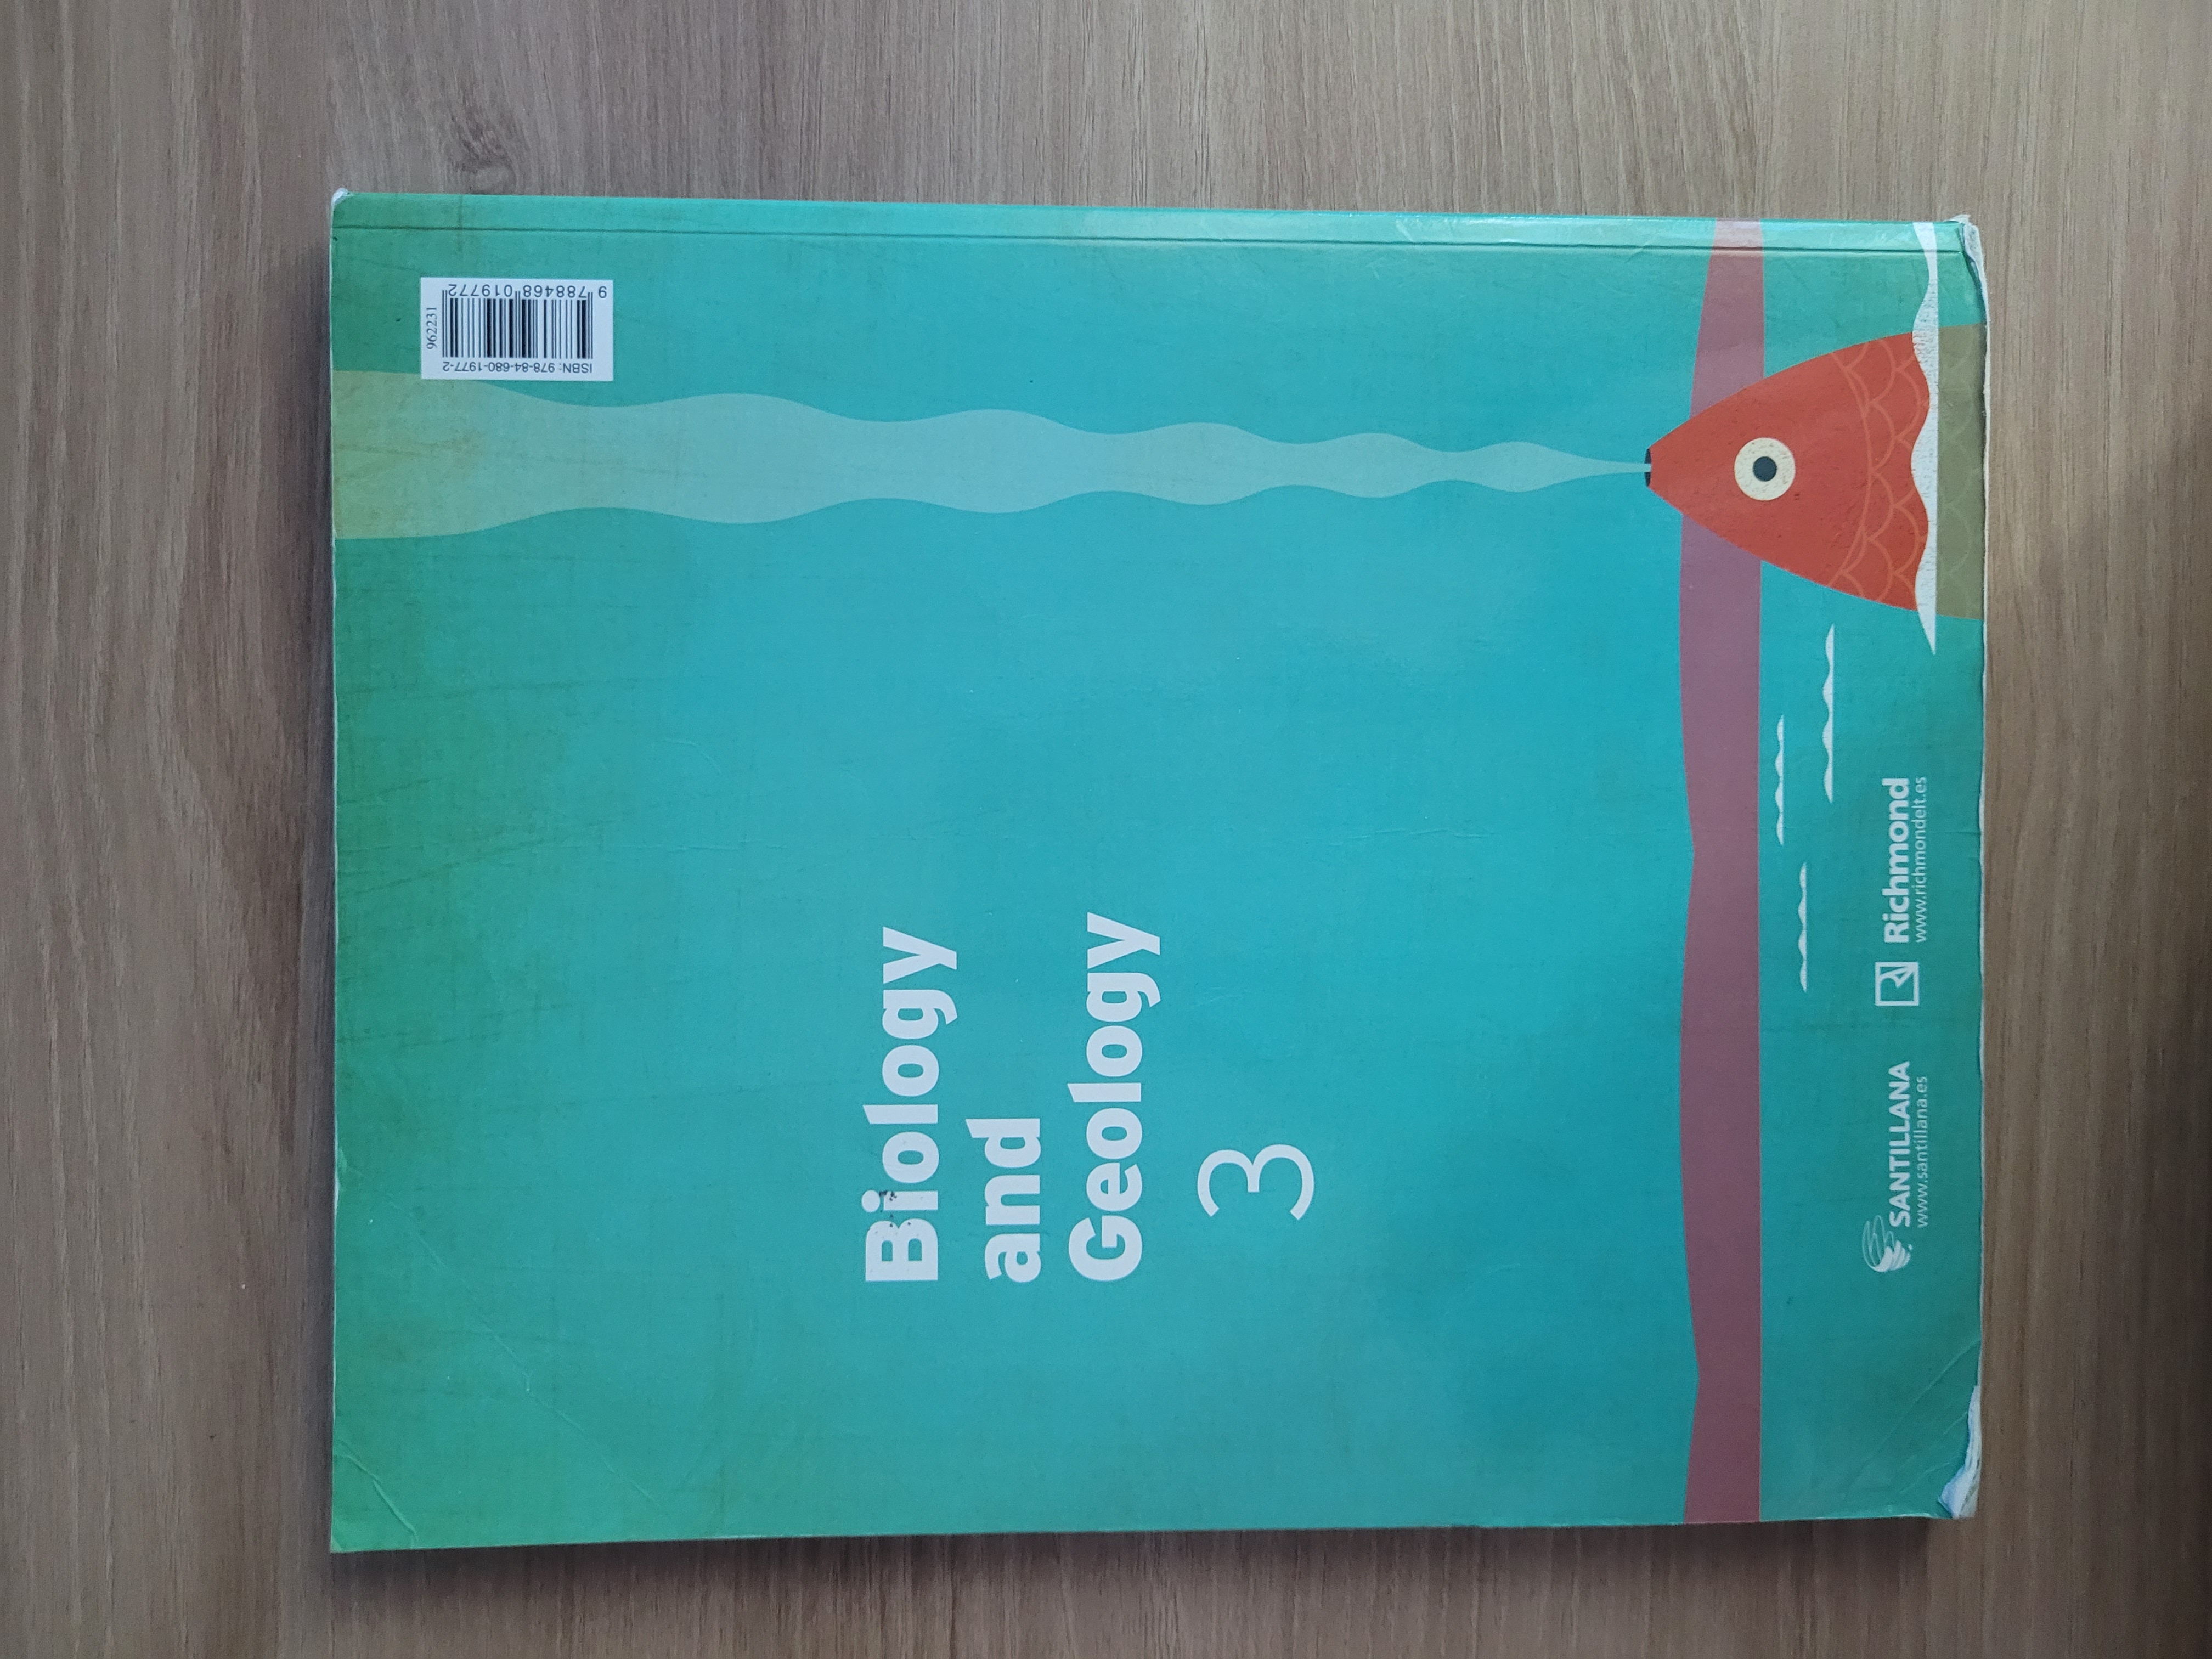 962231
ISBN: 978-84-680-1977-2
9 788468 019772
Biology
and
Geology
3
SANTILLANA
www.santillana.es
Richmond
www.richmondelt.es